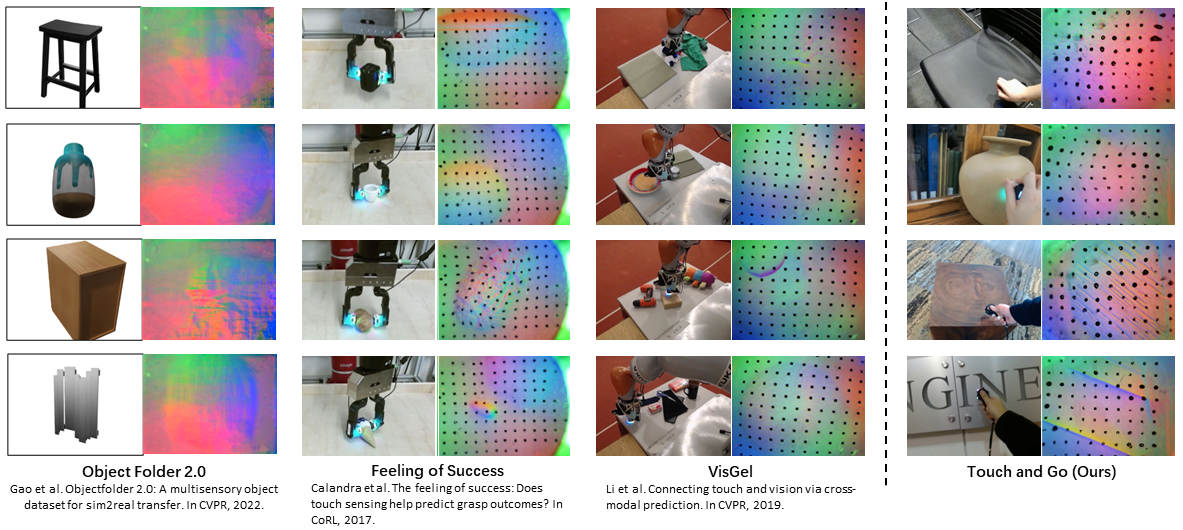 NGINE
Object Folder 2.0
Gao et al. Objectfolder 2.0: A multisensory object
dataset for sim2real transfer. In CVPR, 2022.
Feeling of Success
Calandra et al. The feeling of success: Does
touch sensing help predict grasp outcomes? In
CoRL, 2017.
VisGel
Li et al. Connecting touch and vision via cross-
modal prediction. In CVPR, 2019.
Touch and Go (Ours)